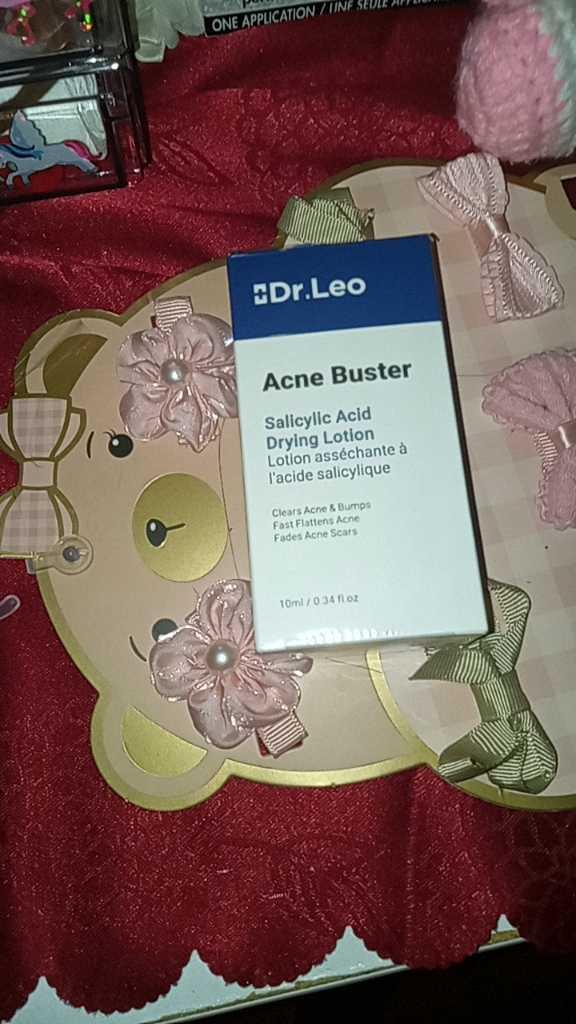 ONE APPLICATION / UNE SEULE
Dr.Leo
Acne Buster
Salicylic Acid
Drying Lotion
Lotion asséchante à
l'acide salicylique
Clears Acne & Bumps
Fast Flattens Acne
Fades Acne Scars
10ml / 0.34 fl.oz